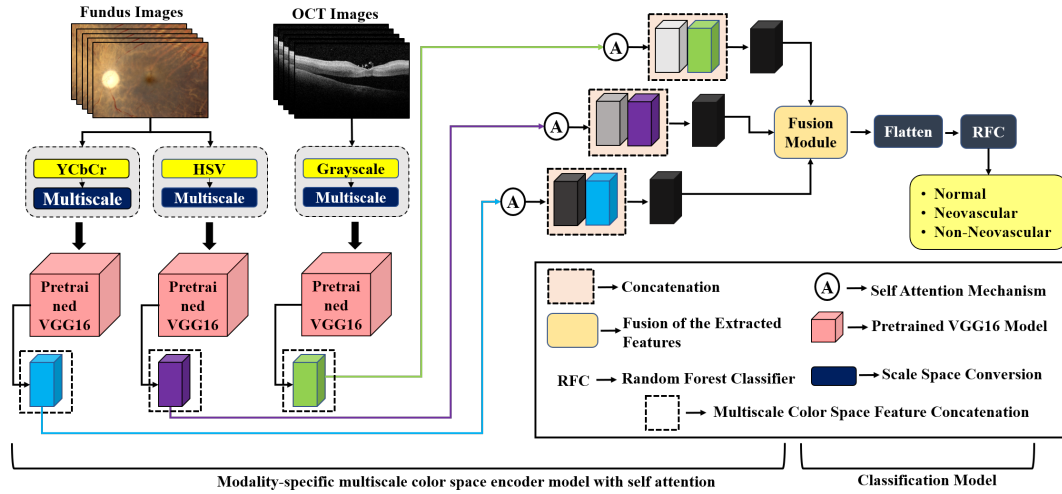 Fundus Images
OCT Images
YCbCr
Multiscale
HSV
Multiscale
Grayscale
Multiscale
Pretrai
ned
VGG16
Pretrai
ned
VGG16
Pretrai
ned
VGG16
A
A
A
Fusion
Module
Flatten
RFC
• Normal
• Neovascular
• Non-Neovascular
Concatenation
A
Self Attention Mechanism
Fusion of the Extracted
Features
Pretrained VGG16 Model
RFC
Random Forest Classifier
Scale Space Conversion
Multiscale Color Space Feature Concatenation
Modality-specific multiscale color space encoder model with self attention
Classification Model